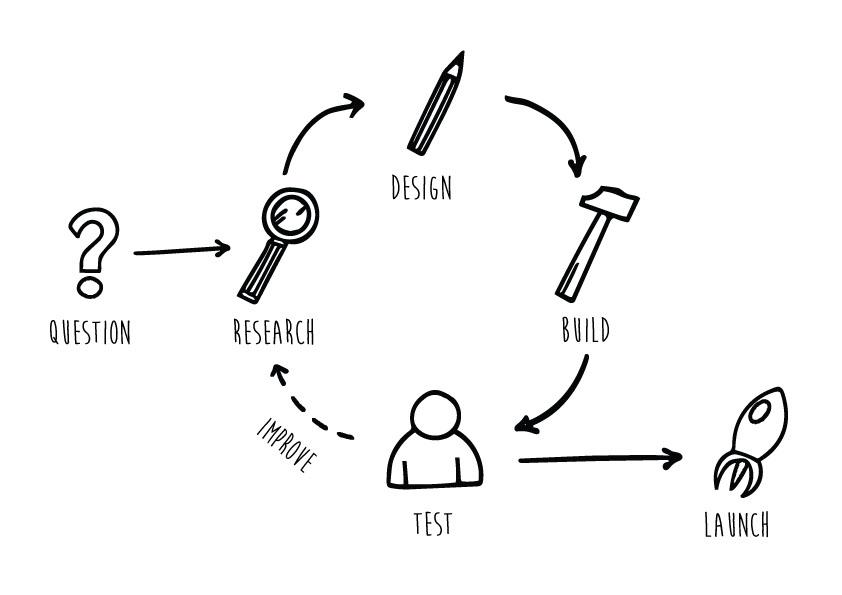 DESIGN
QUESTION
RESEARCH
BUILD
IMPROVE
TEST
LAUNCH